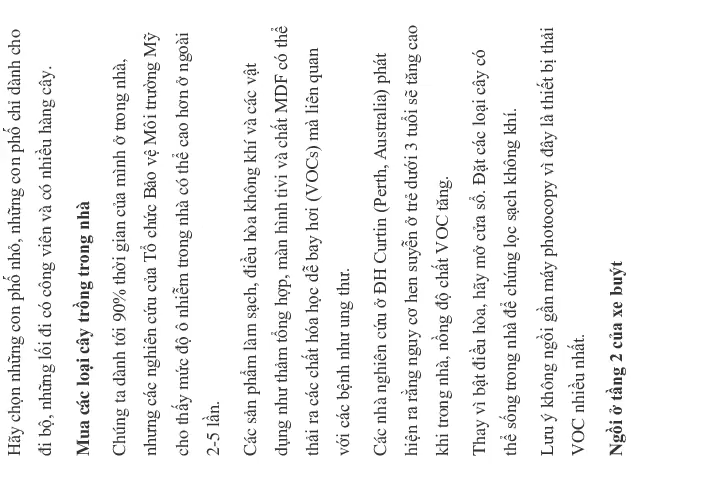 Hãy chọn những con phố nhỏ, những con phố chỉ dành cho
đi bộ, những lối đi có công viên và có nhiều hàng cây.
Mua các loại cây trồng trong nhà
Chúng ta dành tới 90% thời gian của mình ở trong nhà,
nhưng các nghiên cứu của Tổ chức Bảo vệ Môi trường Mỹ
cho thấy mức độ ô nhiễm trong nhà có thể cao hơn ở ngoài
2-5 lần.
Các sản phẩm làm sạch, điều hòa không khí và các vật
dụng như thảm tổng hợp, màn hình tivi và chất MDF có thể
thải ra các chất hóa học dễ bay hơi (VOCs) mà liên quan
với các bệnh như ung thư.
Các nhà nghiên cứu ở ĐH Curtin (Perth, Australia) phát
hiện ra rằng nguy cơ hen suyễn ở trẻ dưới 3 tuổi sẽ tăng cao
khi trong nhà, nồng độ chất VOC tăng.
Thay vì bật điều hòa, hãy mở cửa sổ. Đặt các loại cây có
thể sống trong nhà để chúng lọc sạch không khí.
Lưu ý không ngồi gần máy photocopy vì đây là thiết bị thải
VOC nhiều nhất.
Ngồi ở tầng 2 của xe buýt